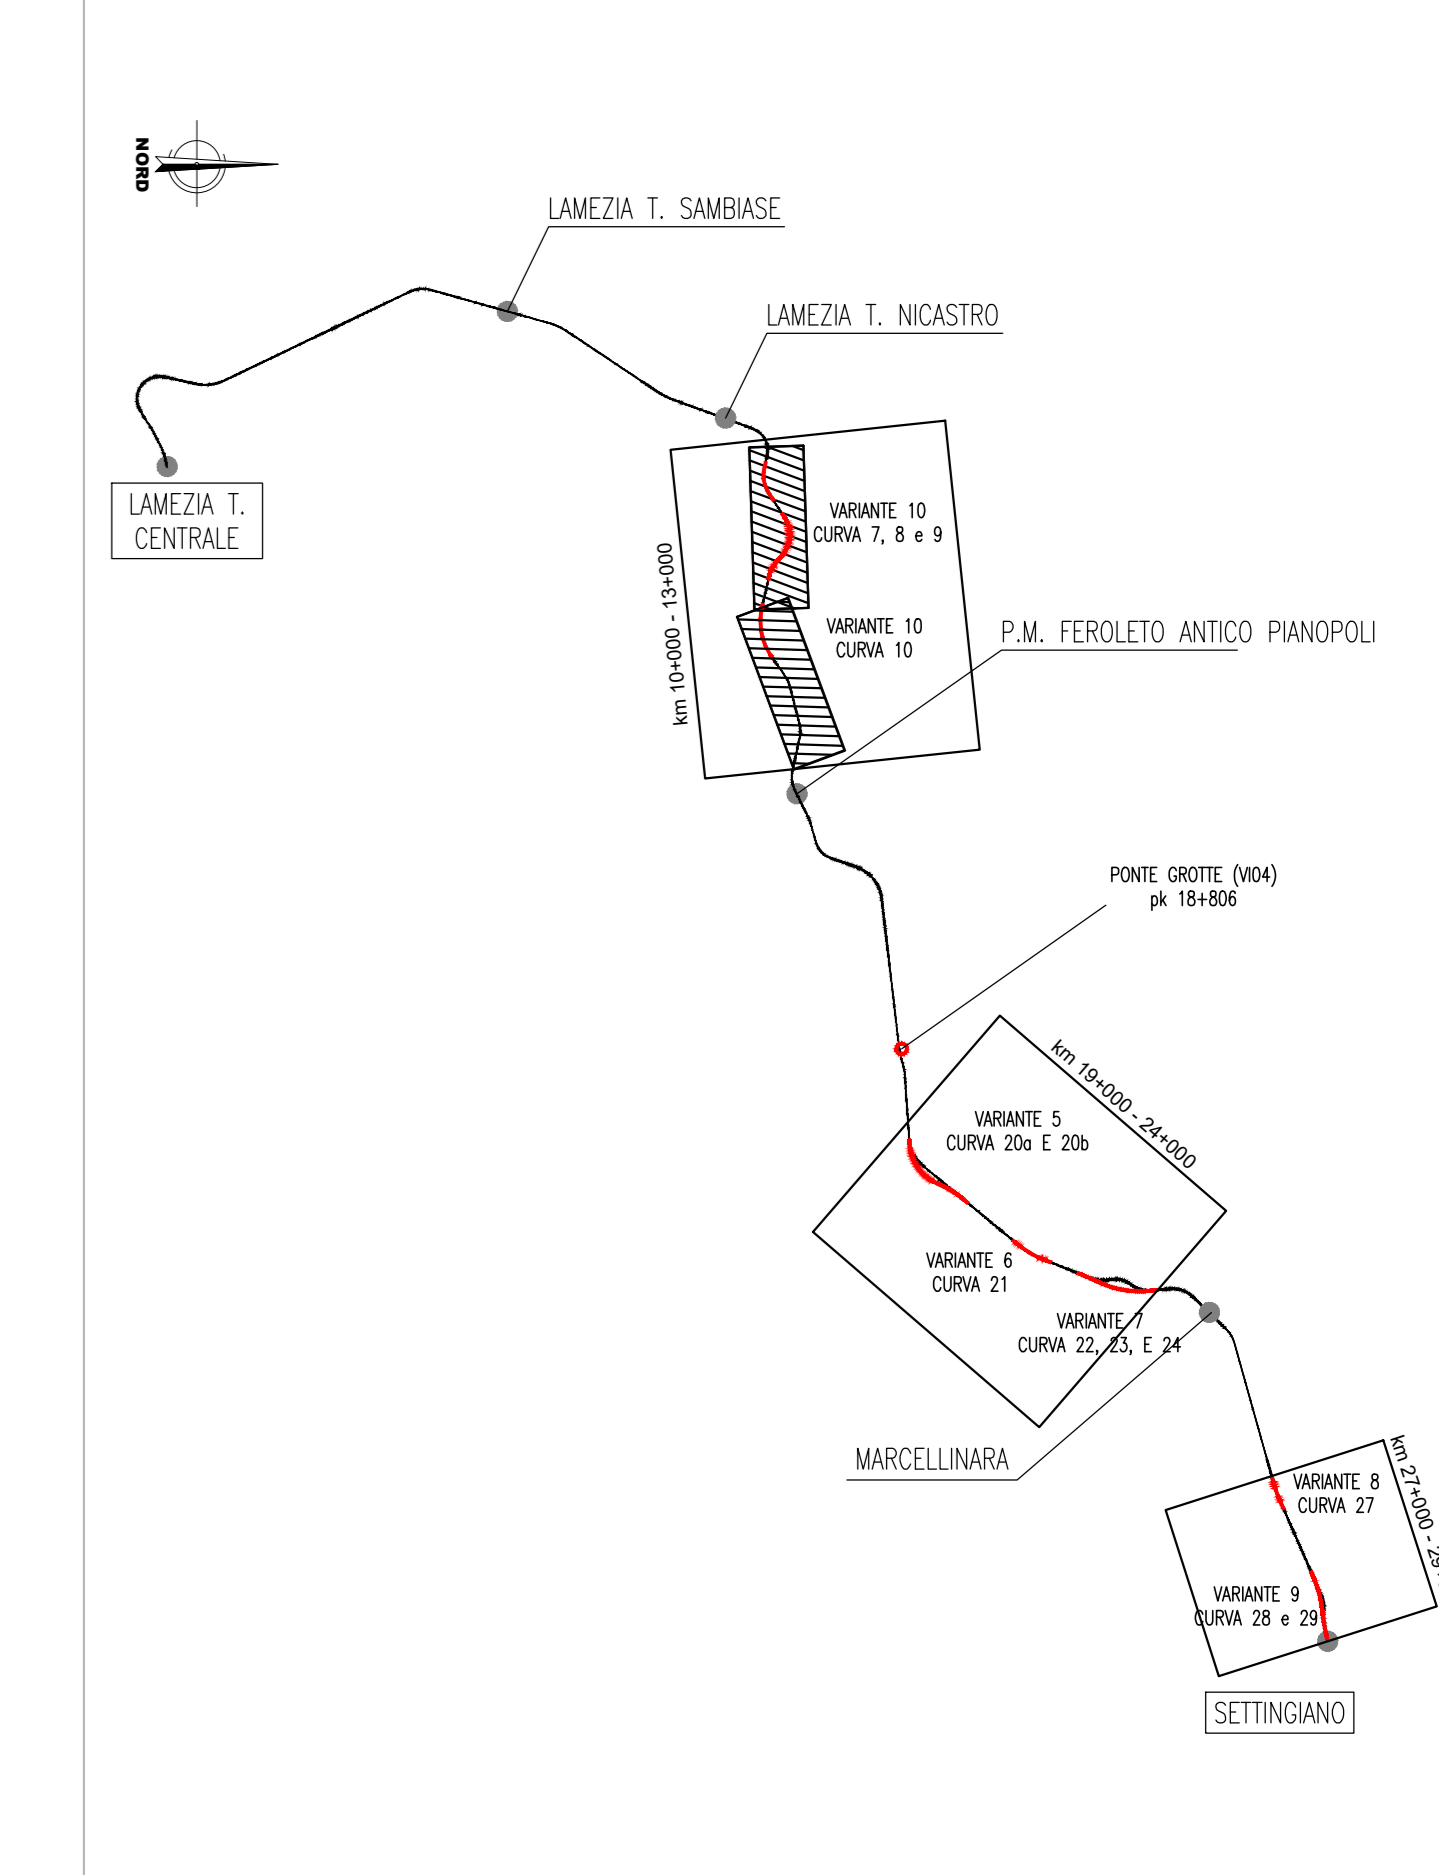 NORD
LAMEZIA T. SAMBIASE
LAMEZIA T. NICASTRO
LAMEZIA T.
CENTRALE
VARIANTE 10
CURVA 7, 8 e 9
km 10+000 - 13+000
VARIANTE 10
CURVA 10
P.M. FEROLETO ANTICO PIANOPOLI
PONTE GROTTE (VI04)
pk 18+806
km 19+000 - 24+000
VARIANTE 5
CURVA 20a E 20b
VARIANTE 6
CURVA 21
VARIANTE 7
CURVA 22, 23, E 24
MARCELLINARA
km 27+000 -
VARIANTE 8
CURVA 27
VARIANTE 9
CURVA 28 e 29
SETTINGIANO